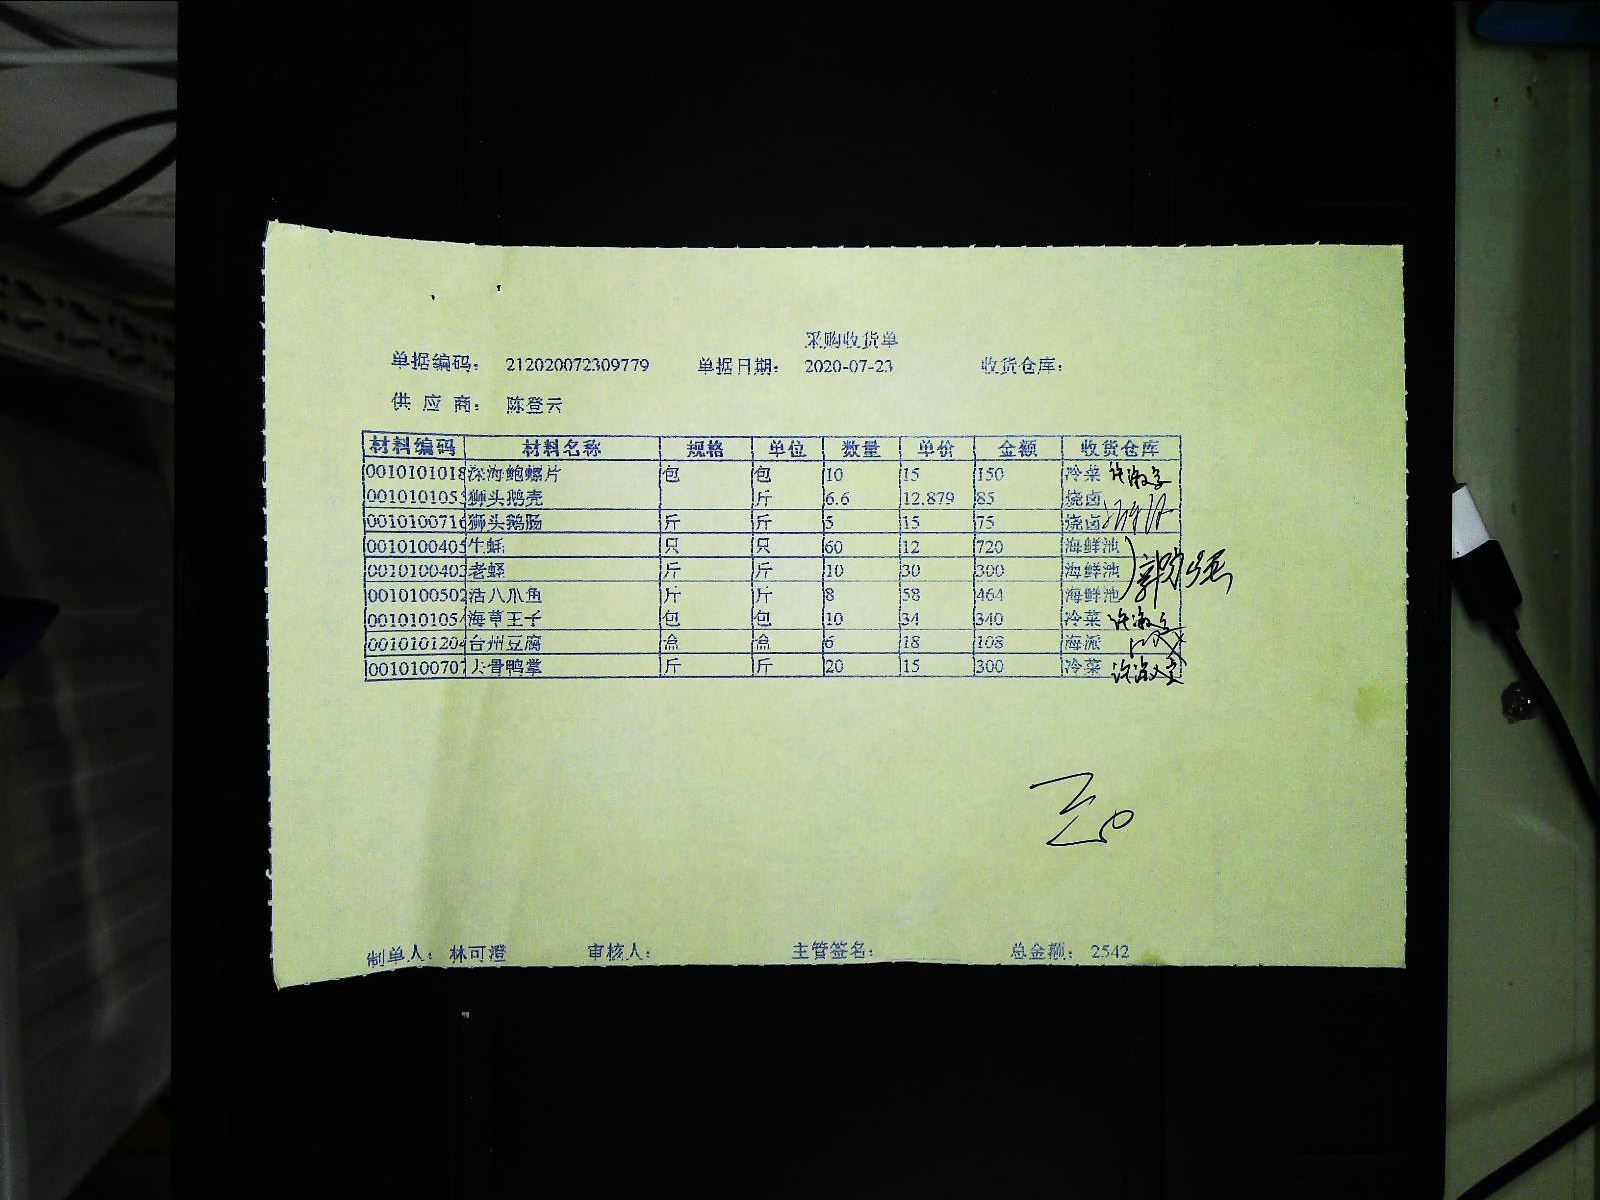 采购收货单
单据编码： 212020072309779 单据日期： 2020-07-23 收货仓库：
供应商： 陈登云
材料编码 材料名称 规格 单位 数量 单价 金额 收货仓库
0010101018 深海鲍螺片 包 包 10 15 150 冷菜
0010101055 狮头鹅壳 斤 6.6 12.879 85 烧卤
0010100716 狮头鹅肠 斤 斤 5 15 75 烧卤
0010100405 生蚝 只 只 60 12 720 海鲜池
0010100403 老蛏 斤 斤 10 30 300 海鲜池
0010100502 活八爪鱼 斤 斤 8 58 464 海鲜池
001010105 海草王子 包 包 10 34 340 冷菜
0010101204 台州豆腐 盒 盒 6 18 108 海派
0010100707 去骨鸭掌 斤 斤 20 15 300 冷菜
制单人： 林可澄 审核人： 主管签名： 总金额： 2542